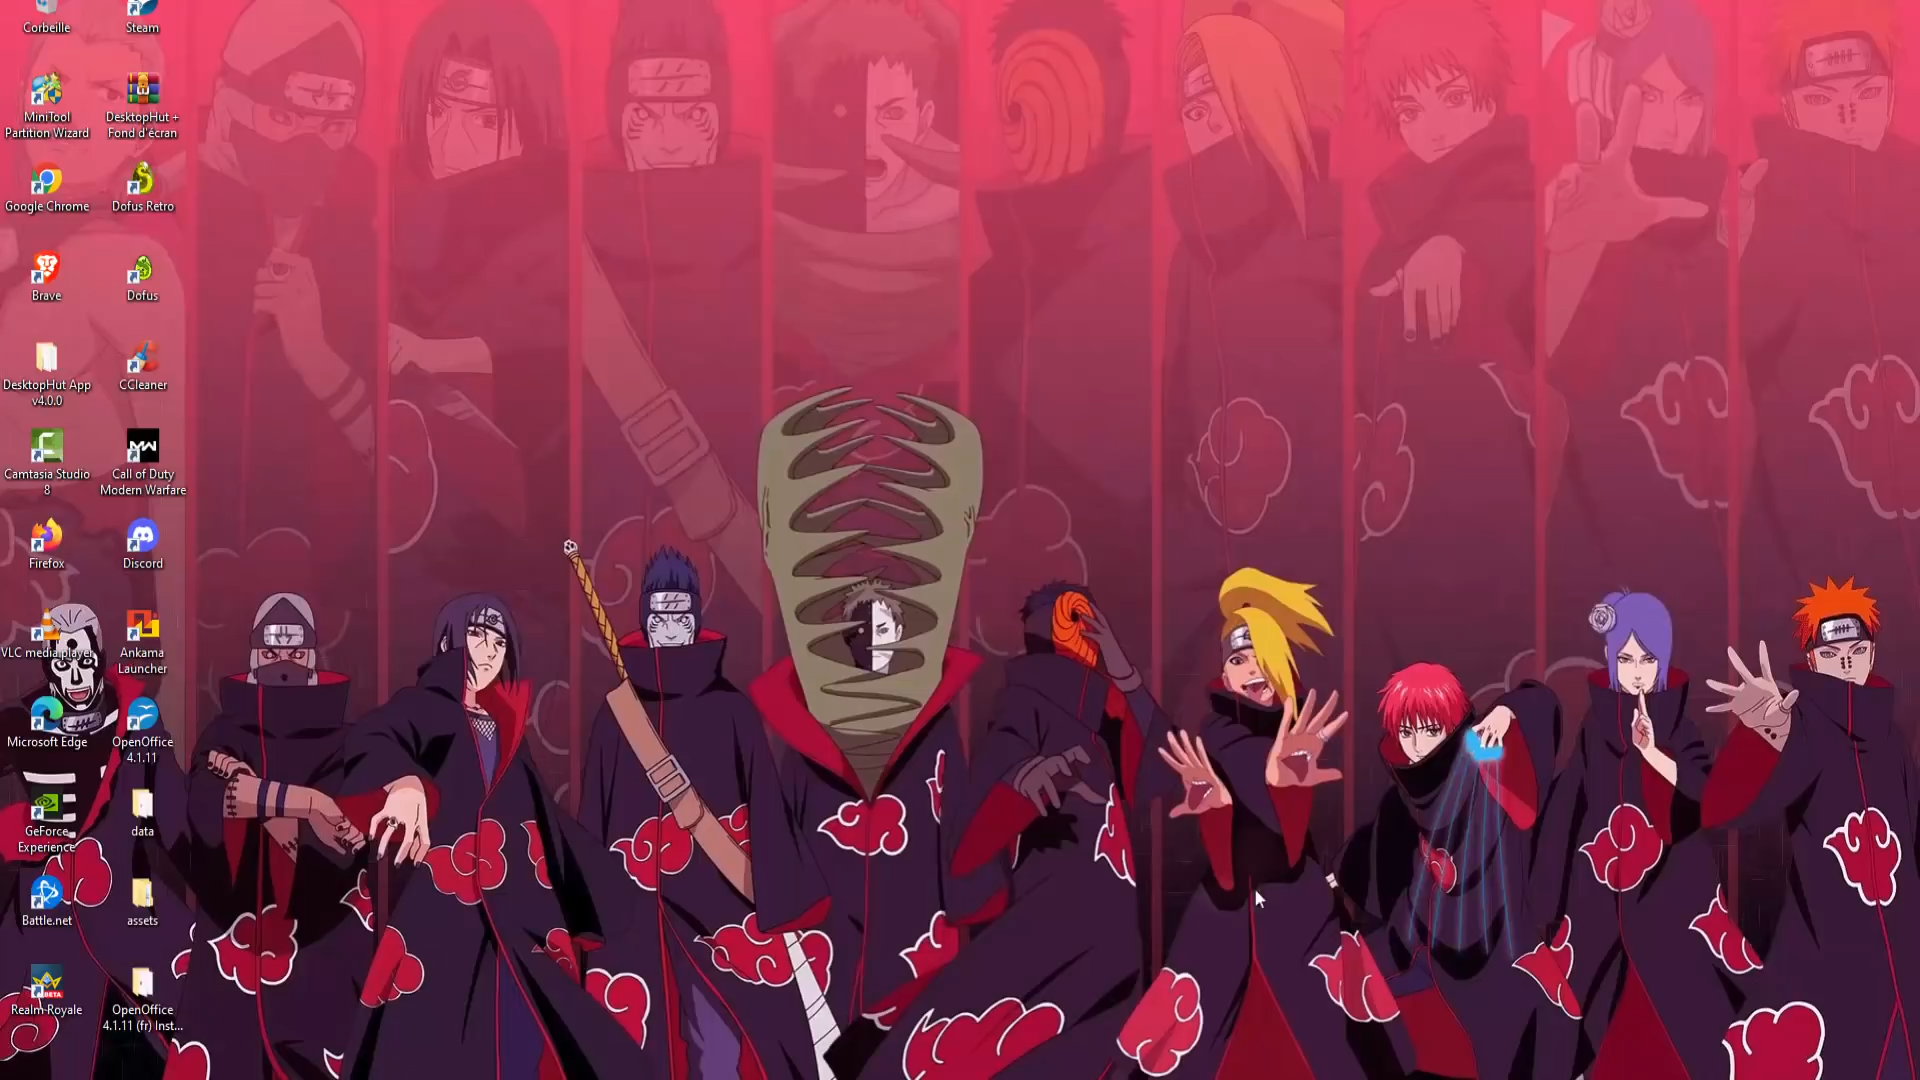 Corbeille
Steam
MiniTool
Partition Wizard
DesktopHut +
Fond d'écran
Google Chrome
Dofus Retro
Brave
Dofus
DesktopHut App
v4.0.0
CCleaner
Camtasia Studio
8
Call of Duty
Modern Warfare
Firefox
Discord
VLC media player
Ankama
Launcher
Microsoft Edge
OpenOffice
4.1.11
GeForce
Experience
data
Battle.net
assets
BETA
Realm Royale
OpenOffice
4.1.11 (fr) Inst...